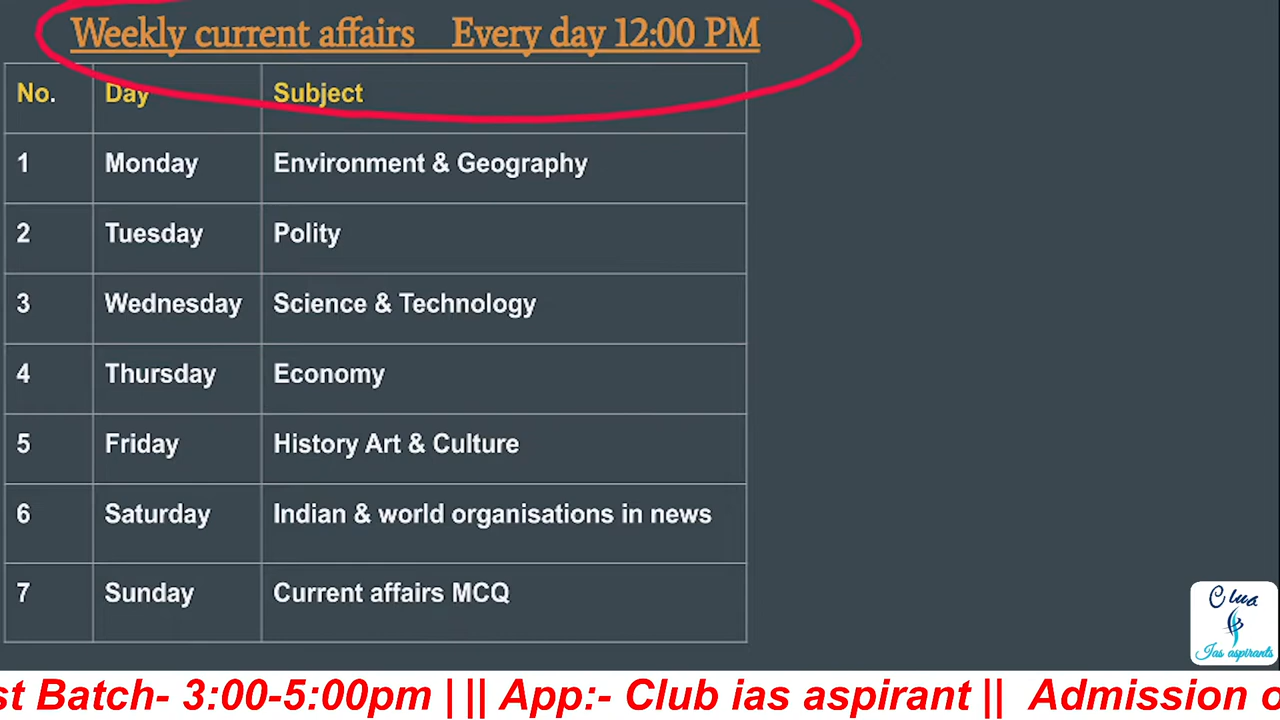 Weekly current affairs Every day 12:00 PM
No. Day Subject
1 Monday Environment & Geography
2 Tuesday Polity
3 Wednesday Science & Technology
4 Thursday Economy
5 Friday History Art & Culture
6 Saturday Indian & world organisations in news
7 Sunday Current affairs MCQ
Club
Ias aspirants
st Batch- 3:00-5:00pm | || App:- Club ias aspirant || Admission o